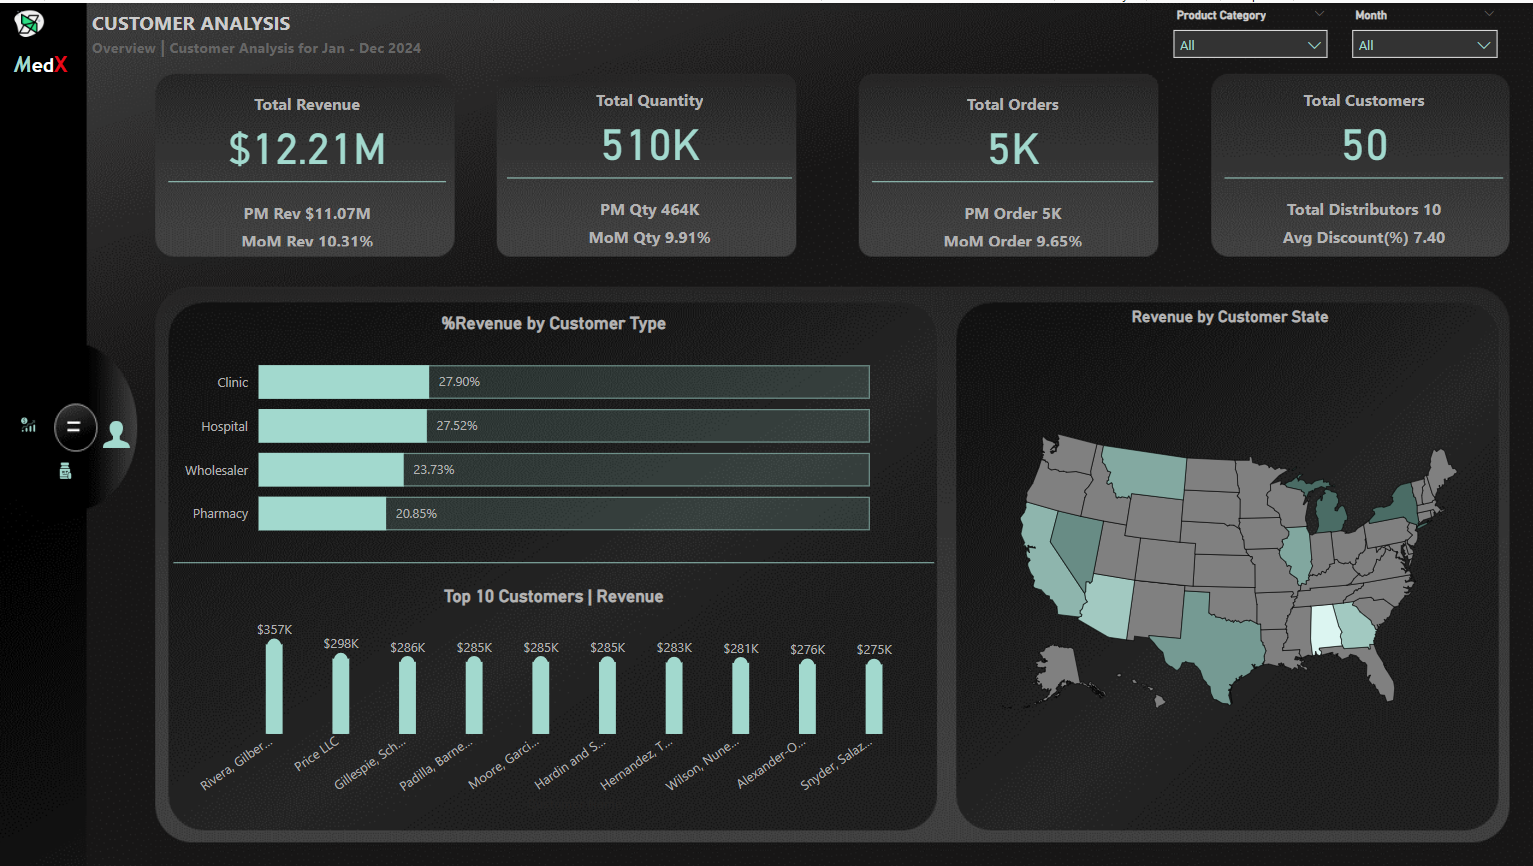 CUSTOMER ANALYSIS
Overview | Customer Analysis for Jan - Dec 2024
MedX
Product Category
All
Month
All
Total Revenue
$12.21M
PM Rev $11.07M
MoM Rev 10.31%
Total Quantity
510K
PM Qty 464K
MoM Qty 9.91%
Total Orders
5K
PM Order 5K
MoM Order 9.65%
Total Customers
50
Total Distributors 10
Avg Discount(%) 7.40
%Revenue by Customer Type
Clinic 27.90%
Hospital 27.52%
Wholesaler 23.73%
Pharmacy 20.85%
Top 10 Customers | Revenue
$357K $298K $286K $285K $285K $285K $283K $281K $276K $275K
Rivera, Gilber... Price LLC Gillespie, Sch... Padilla, Barne... Moore, Garci... Hardin and S... Hernandez, T... Wilson, Nune... Alexander-O... Snyder, Salaz...
Revenue by Customer State